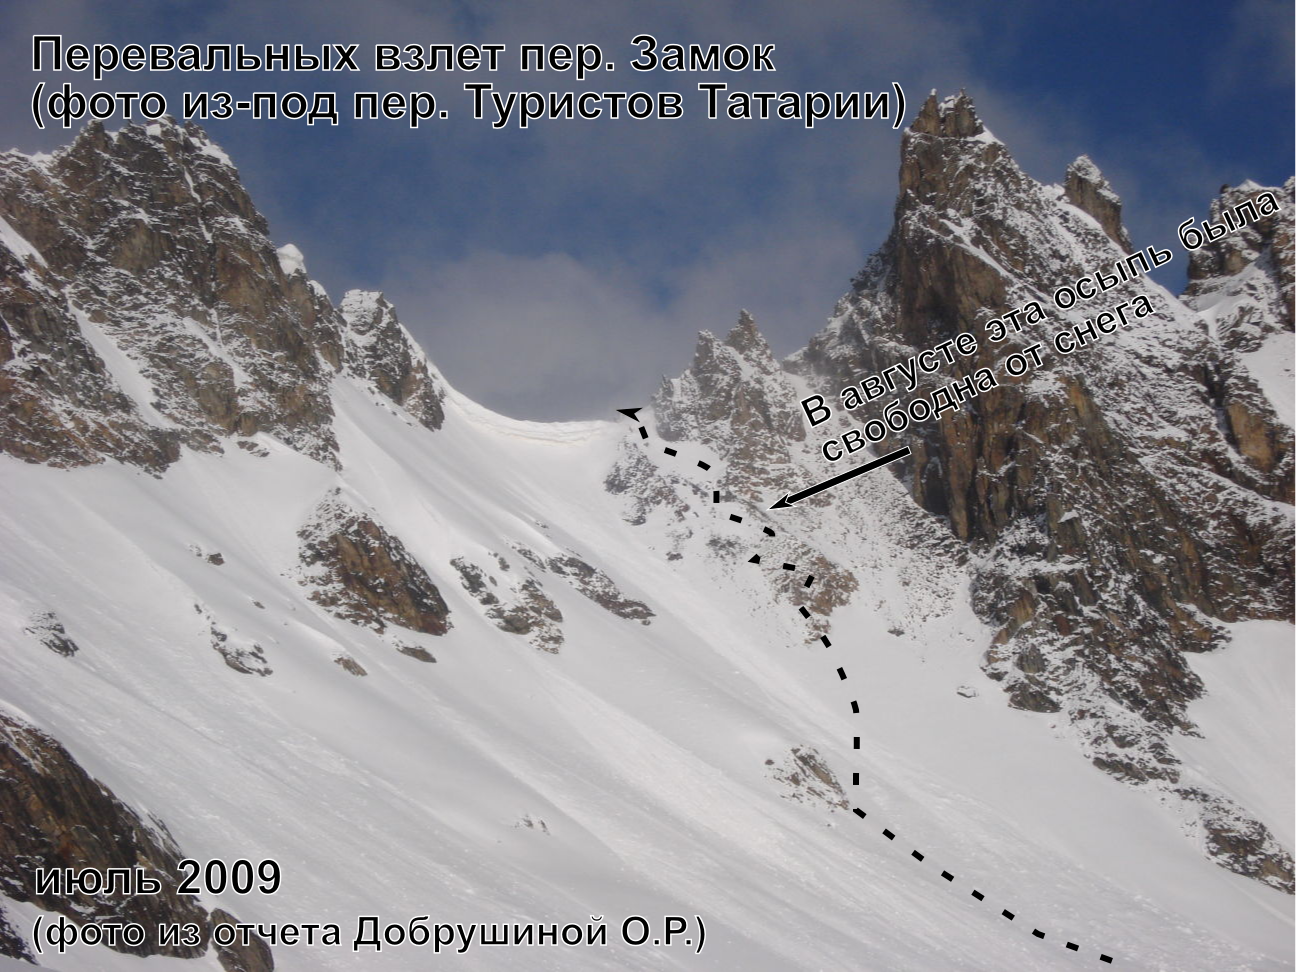 Перевальных взлет пер. Замок
(фото из-под пер. Туристов Татарии)
В августе эта осыпь была
свободна от снега
июль 2009
(фото из отчета Добрушиной О.Р.)